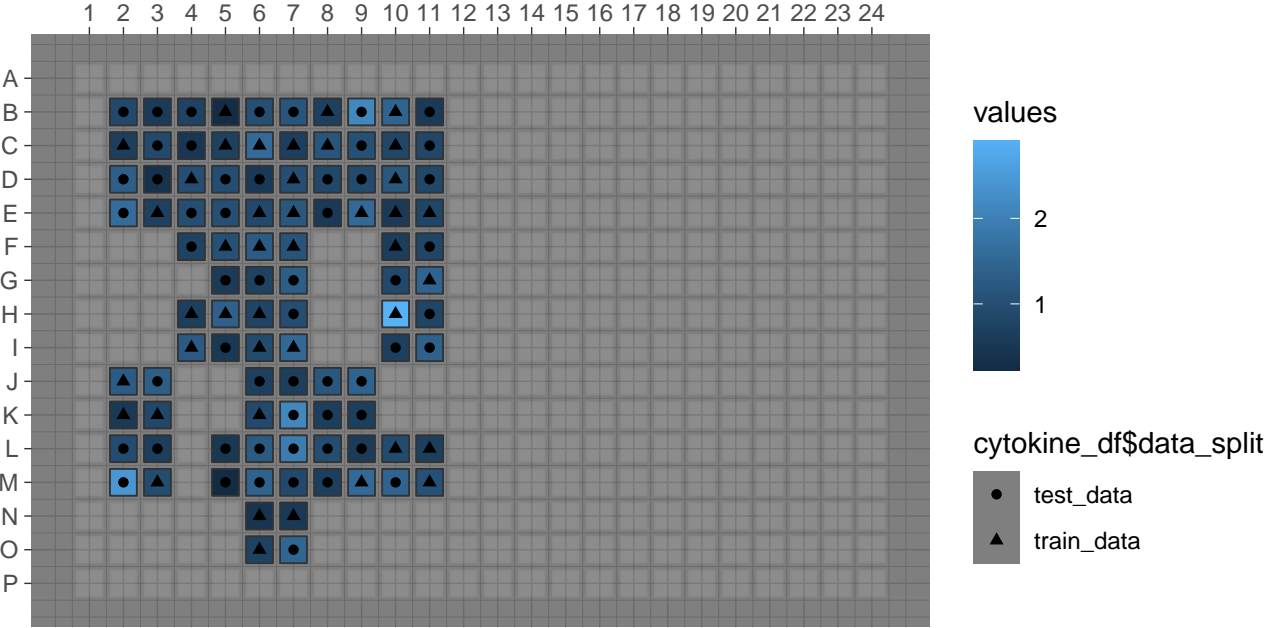 1 2 3 4 5 6 7 8 9 10 11 12 13 14 15 16 17 18 19 20 21 22 23 24
A
B
C
D
E
F
G
H
I
J
K
L
M
N
O
P
values
2
1
cytokine_df$data_split
test_data
train_data